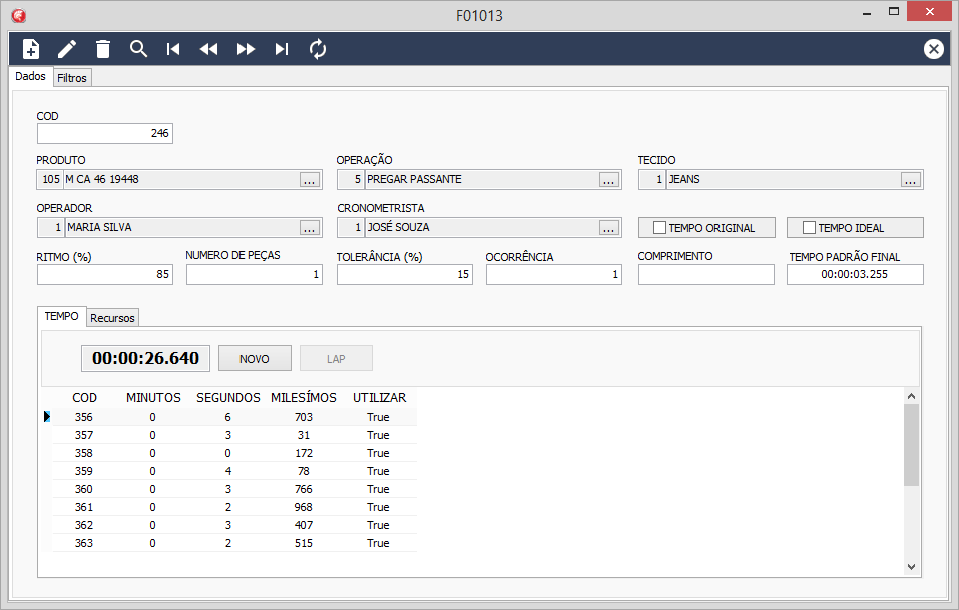 F01013
Dados Filtros
COD
246
PRODUTO OPERAÇÃO TECIDO
105 M CA 46 19448 ... 5 PREGAR PASSANTE ... 1 JEANS ...
OPERADOR CRONOMETRISTA
1 MARIA SILVA ... 1 JOSÉ SOUZA ... TEMPO ORIGINAL TEMPO IDEAL
RITMO (%) NUMERO DE PEÇAS TOLERÂNCIA (%) OCORRÊNCIA COMPRIMENTO TEMPO PADRÃO FINAL
85 1 15 1 00:00:03.255
TEMPO Recursos
00:00:26.640 NOVO LAP
COD MINUTOS SEGUNDOS MILESÍMOS UTILIZAR
356 0 6 703 True
357 0 3 31 True
358 0 0 172 True
359 0 4 78 True
360 0 3 766 True
361 0 2 968 True
362 0 3 407 True
363 0 2 515 True